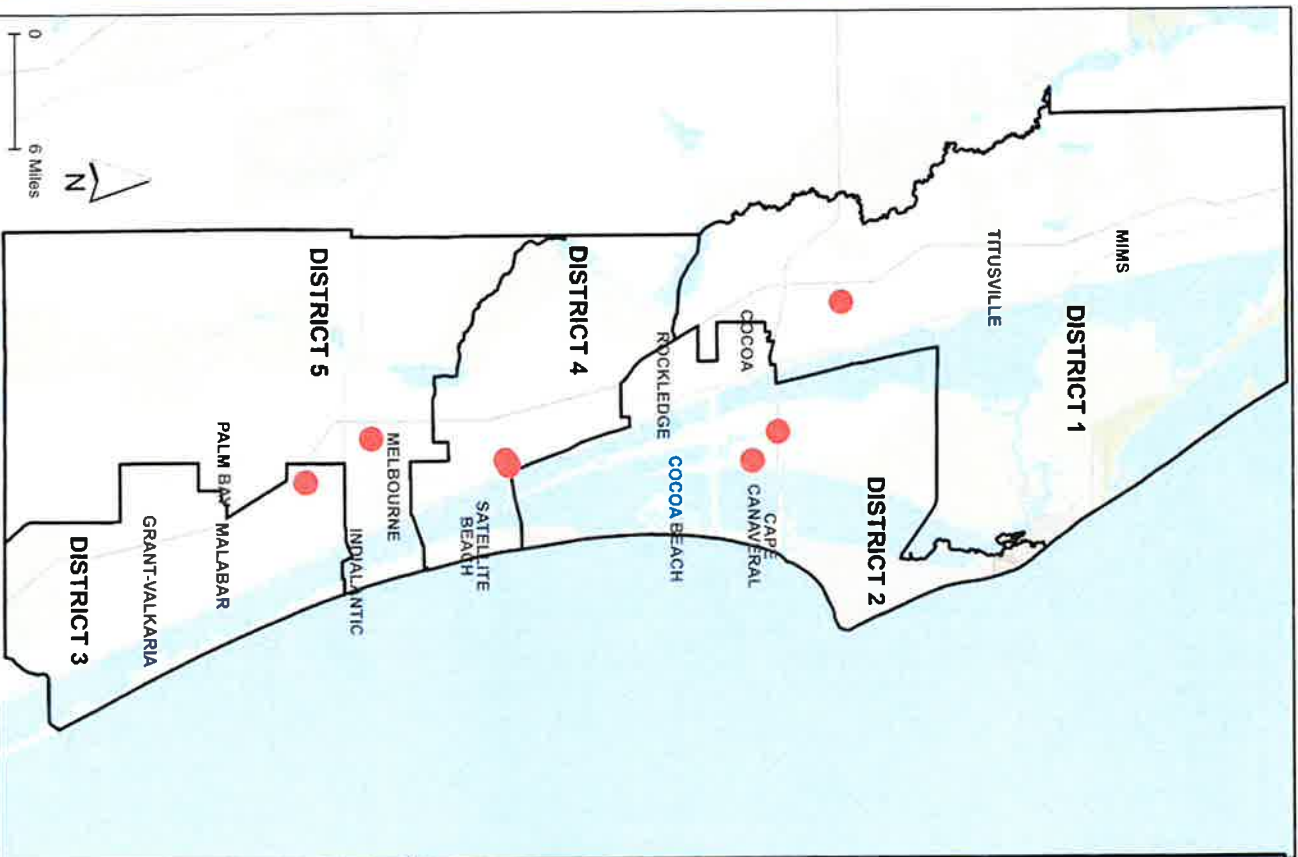 MIMS
DISTRICT 1
TITUSVILLE
DISTRICT 2
CAPE
CANAVERAL
COCOA
COCOA BEACH
ROCKLEDGE
DISTRICT 4
SATELLITE
BEACH
MELBOURNE
INDIALANTIC
DISTRICT 5
PALM BAY
MALABAR
GRANT-VALKARIA
DISTRICT 3
N
0
6 Miles